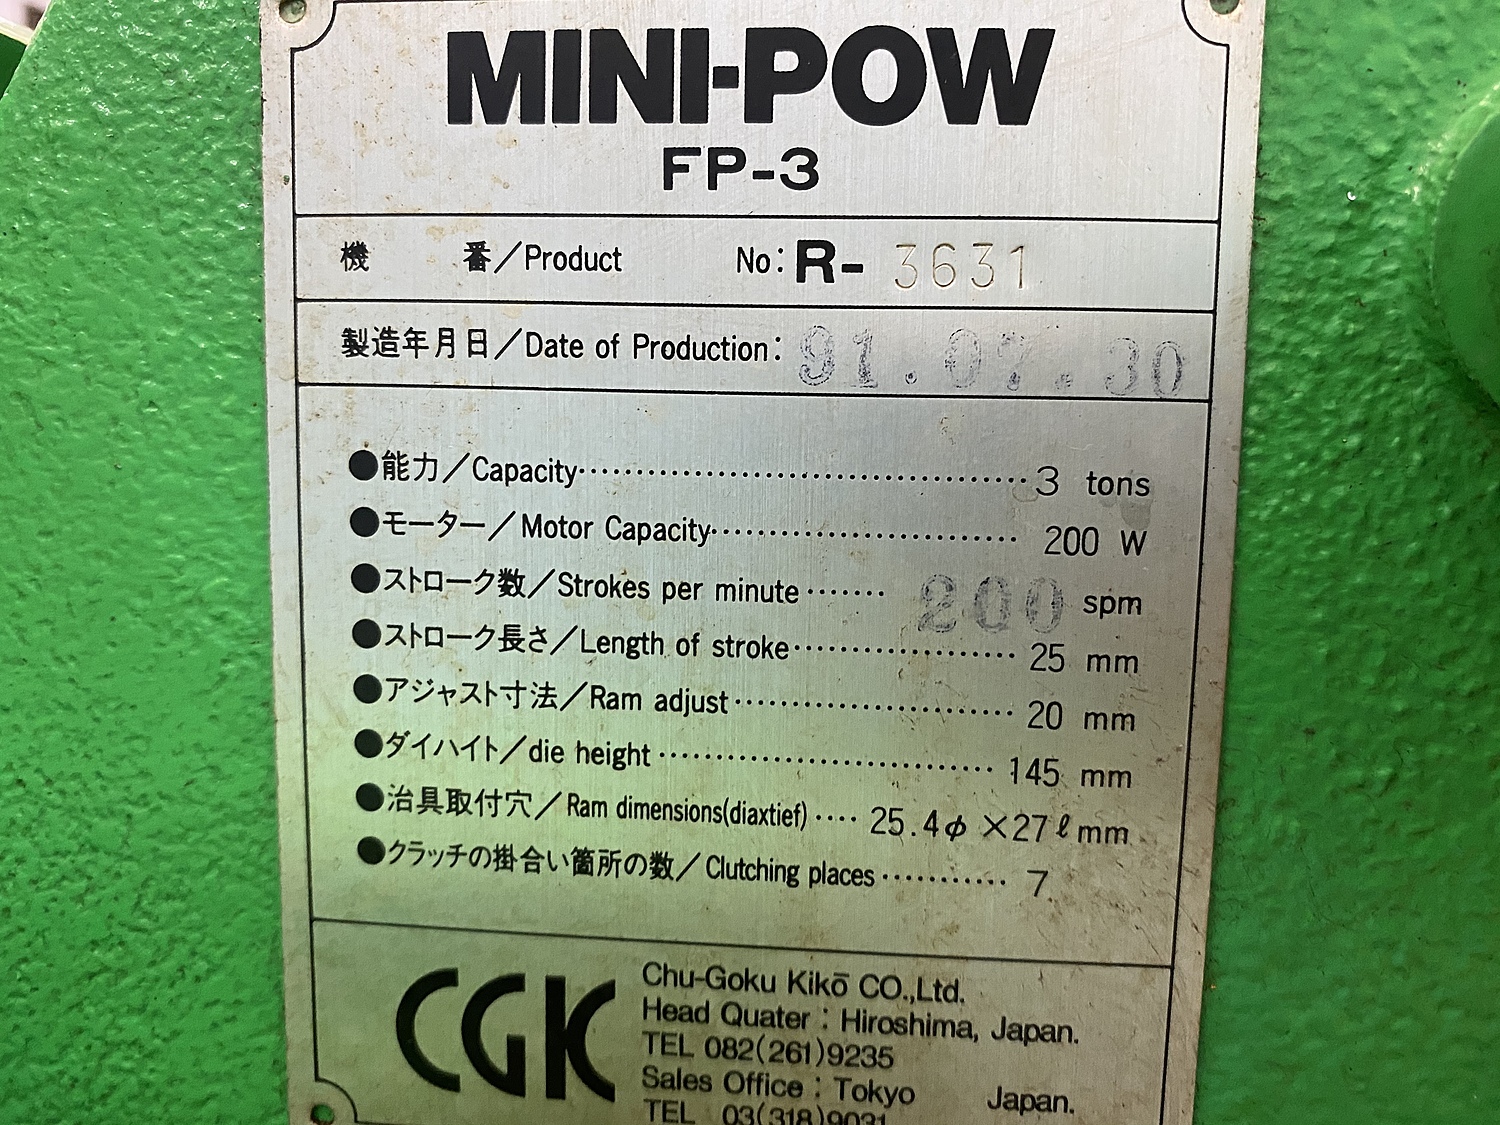 MINI-POW
FP-3
機 番／Product No: R- 3631
製造年月日／Date of Production: 91.07.30
●能力／Capacity····································3 tons
●モーター／Motor Capacity························· 200 W
●ストローク数／Strokes per minute······· 200 spm
●ストローク長さ／Length of stroke·················· 25 mm
●アジャスト寸法／Ram adjust······················· 20 mm
●ダイハイト／die height··························· 145 mm
●治具取付穴／Ram dimensions(diaxtief)···· 25.4φ×27ℓmm
●クラッチの掛合い箇所の数／Clutching places··········· 7
CGK
Chu-Goku Kikō CO.,Ltd.
Head Quater : Hiroshima, Japan.
TEL 082(261)9235
Sales Office : Tokyo Japan.
TEL 03(318)9031